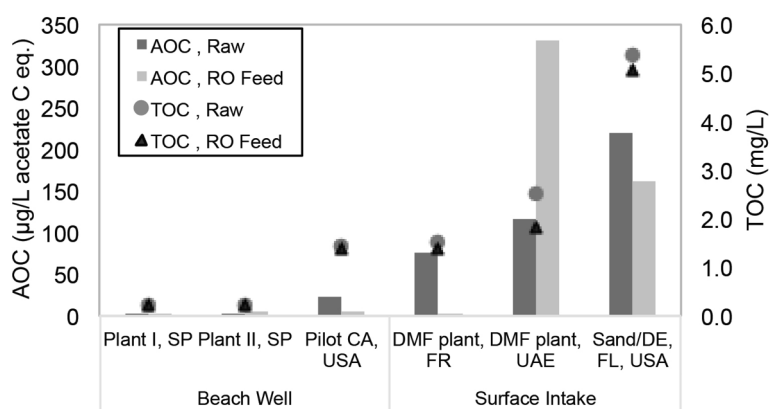 350
300
250
200
150
100
50
0
AOC (µg/L acetate C eq.)
AOC , Raw
AOC , RO Feed
TOC , Raw
TOC , RO Feed
6.0
5.0
4.0
3.0
2.0
1.0
0.0
TOC (mg/L)
Plant I, SP
Plant II, SP
Pilot CA,
USA
DMF plant,
FR
DMF plant,
UAE
Sand/DE,
FL, USA
Beach Well
Surface Intake